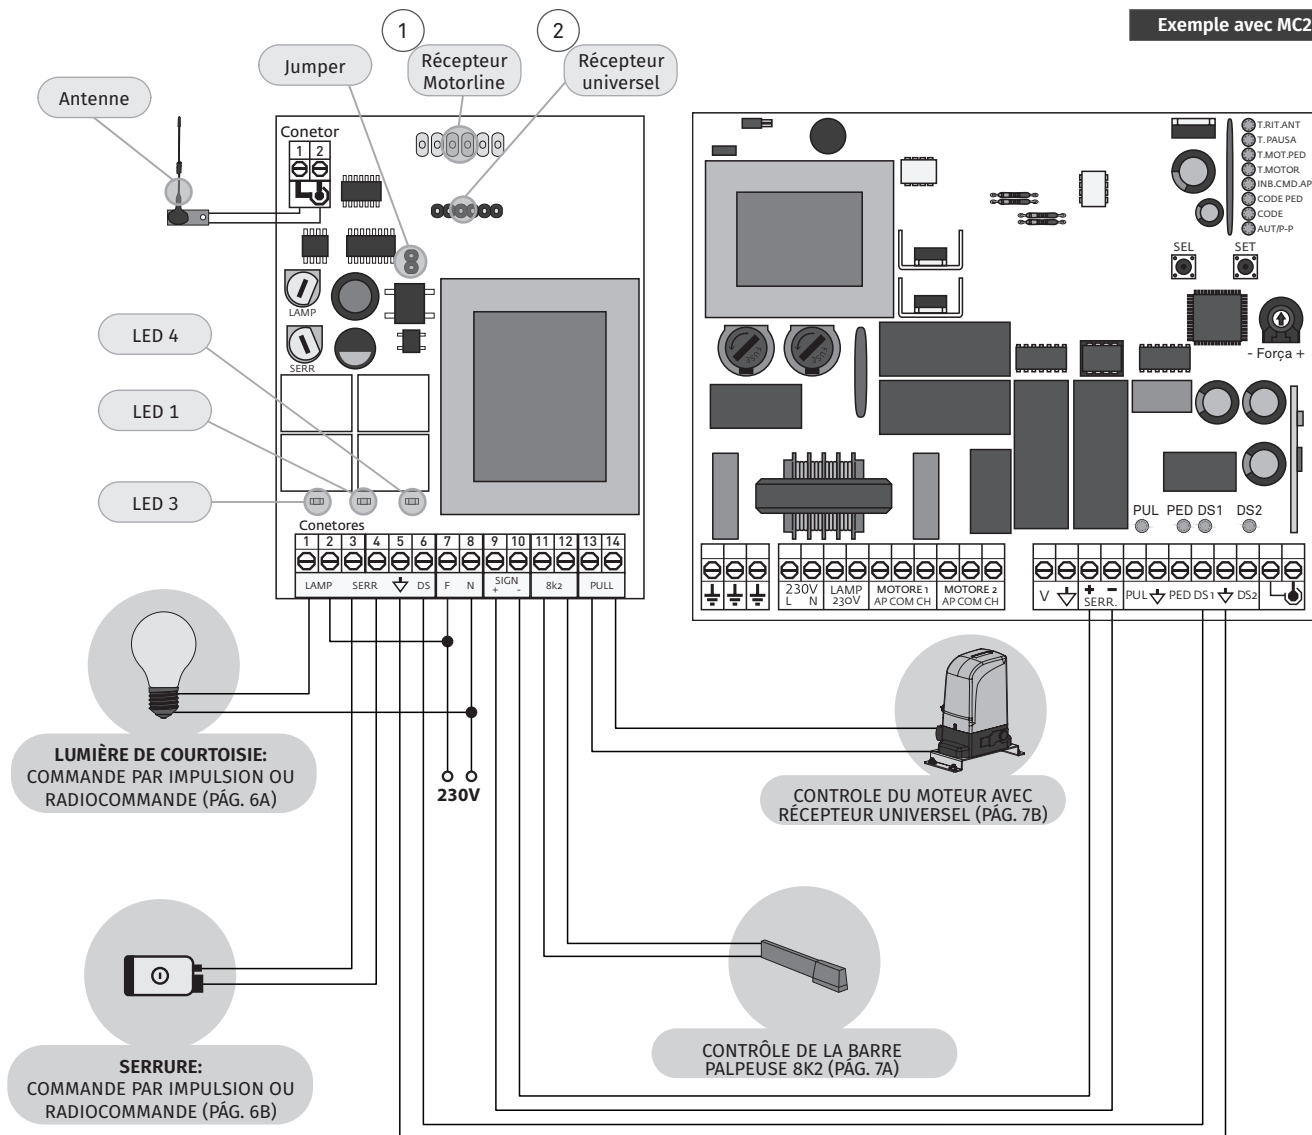 Exemple avec MC2
1
2
Récepteur
Motorline
Récepteur
universel
Jumper
Antenne
Conetor
1 2
LAMP
SERR
LED 4
LED 1
LED 3
Conetores
1 2 3 4 5 6 7 8 9 10 11 12 13 14
LAMP SERR DS F N SIGN + - 8k2 PULL
T.RIT.ANT
T. PAUSA
T.MOT.PED
T.MOTOR
INB.CMD.AP
CODE PED
CODE
AUT/P-P
SEL SET
- Força +
FUSE FUSE
PUL PED DS1 DS2
230V
L N
LAMP
230V
MOTORE 1
AP COM CH
MOTORE 2
AP COM CH
V + - SERR. PUL PED DS1 DS2
230V
LUMIÈRE DE COURTOISIE:
COMMANDE PAR IMPULSION OU
RADIOCOMMANDE (PÁG. 6A)
CONTROLE DU MOTEUR AVEC
RÉCEPTEUR UNIVERSEL (PÁG. 7B)
SERRURE:
COMMANDE PAR IMPULSION OU
RADIOCOMMANDE (PÁG. 6B)
CONTRÔLE DE LA BARRE
PALPEUSE 8K2 (PÁG. 7A)